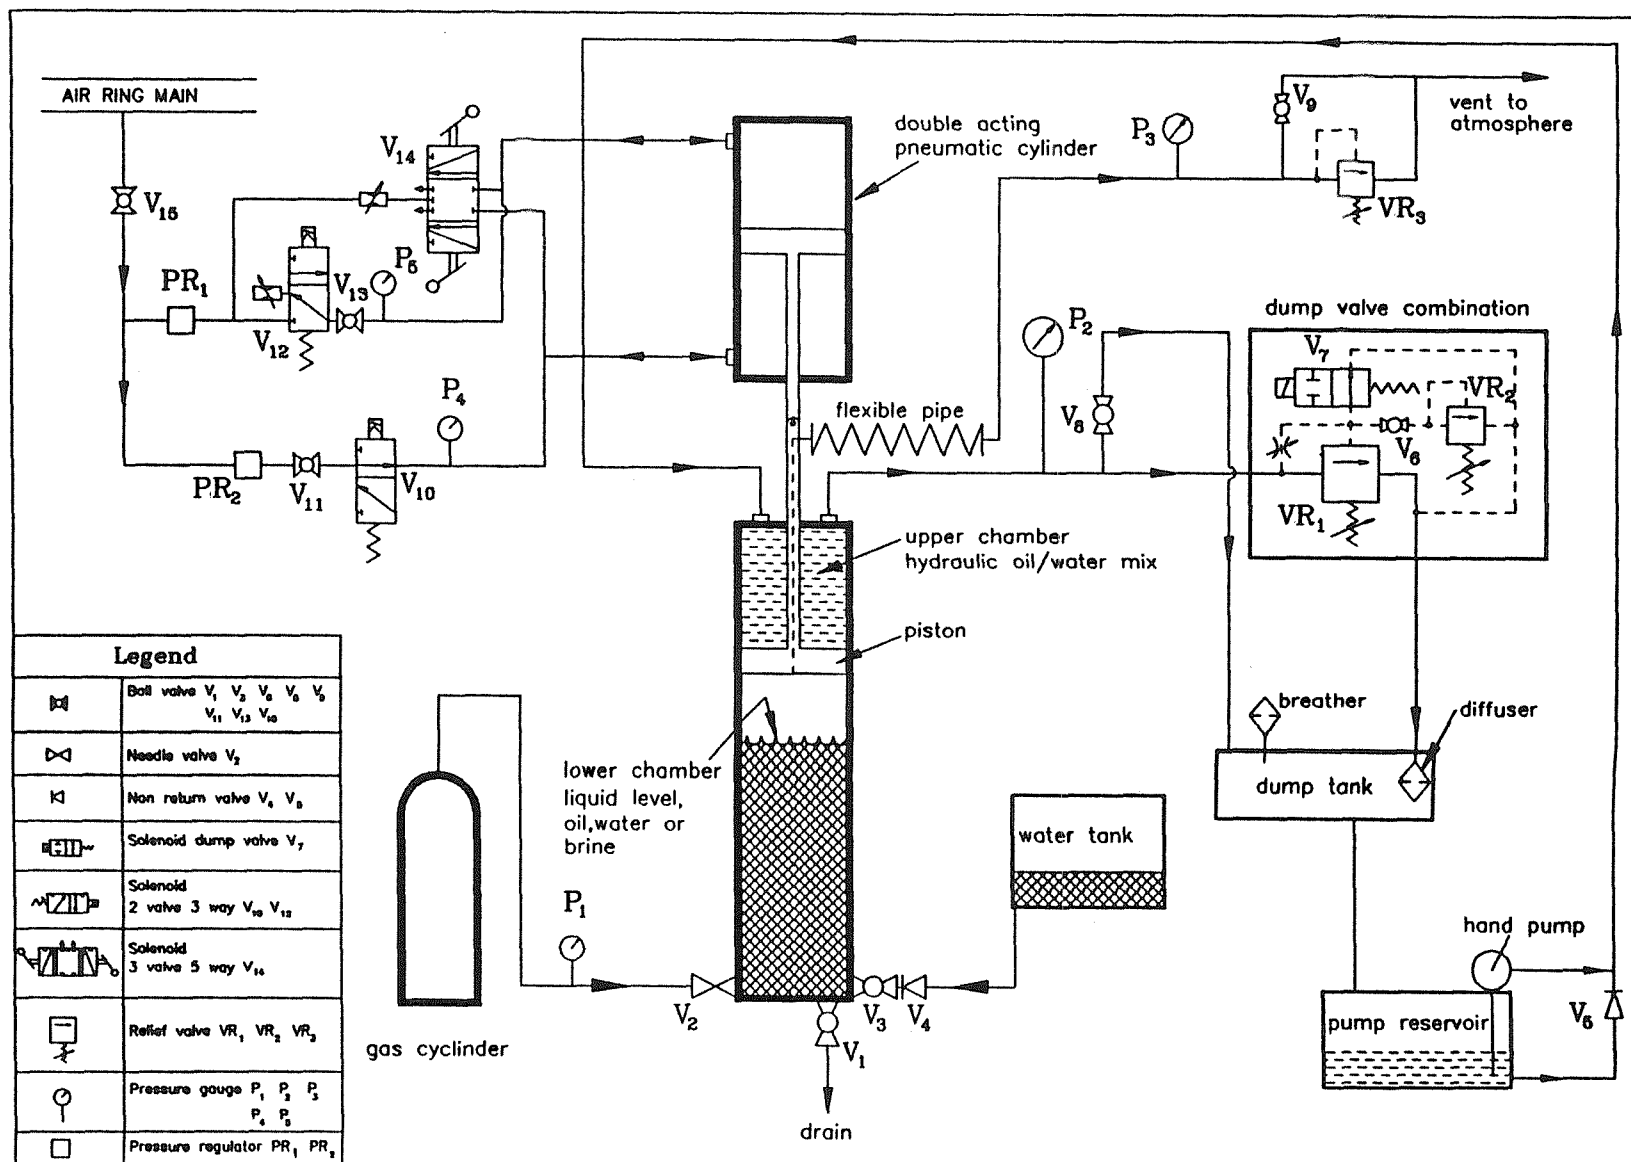 AIR RING MAIN
V15
V14
PR1
V12
V13
P5
P4
PR2
V11
V10
double acting
pneumatic cylinder
P3
V9
vent to
atmosphere
VR3
dump valve combination
P2
V8
V7
VR2
V6
VR1
flexible pipe
upper chamber
hydraulic oil/water mix
piston
lower chamber
liquid level,
oil,water or
brine
breather
diffuser
dump tank
water tank
hand pump
pump reservoir
V5
P1
V2
V3
V4
V1
gas cyclinder
drain
Legend
Ball valve V1 V3 V6 V8 V9
V11 V13 V10
Needle valve V2
Non return valve V4 V5
Solenoid dump valve V7
Solenoid
2 valve 3 way V10 V12
Solenoid
3 valve 5 way V14
Relief valve VR1 VR2 VR3
Pressure gauge P1 P2 P3
P4 P5
Pressure regulator PR1 PR2